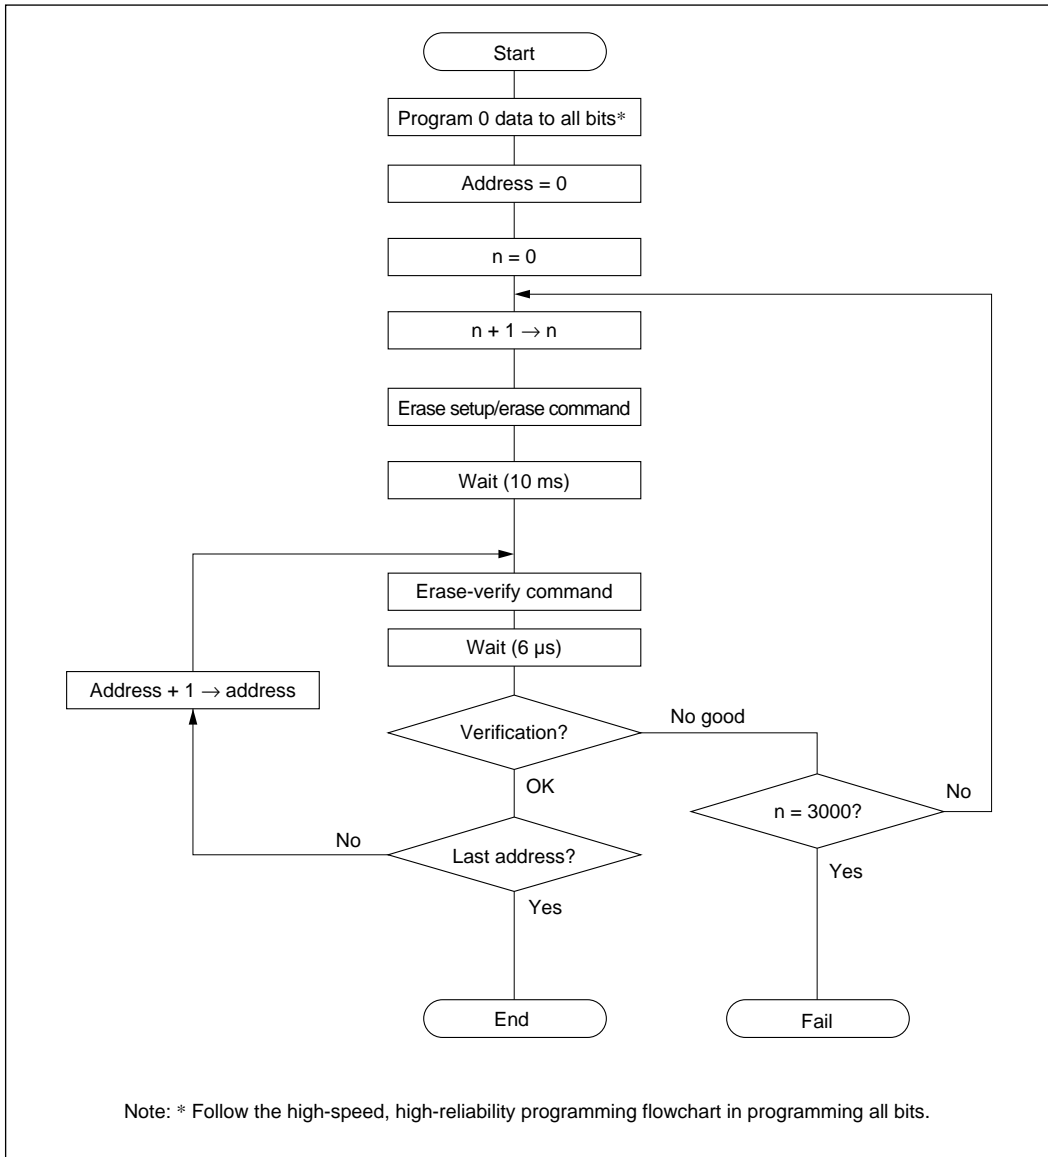 Start
Program 0 data to all bits*
Address = 0
n = 0
n + 1 → n
Erase setup/erase command
Wait (10 ms)
Erase-verify command
Wait (6 µs)
Address + 1 → address
Verification?
No good
OK
n = 3000?
No
No
Last address?
Yes
Yes
End
Fail
Note: * Follow the high-speed, high-reliability programming flowchart in programming all bits.